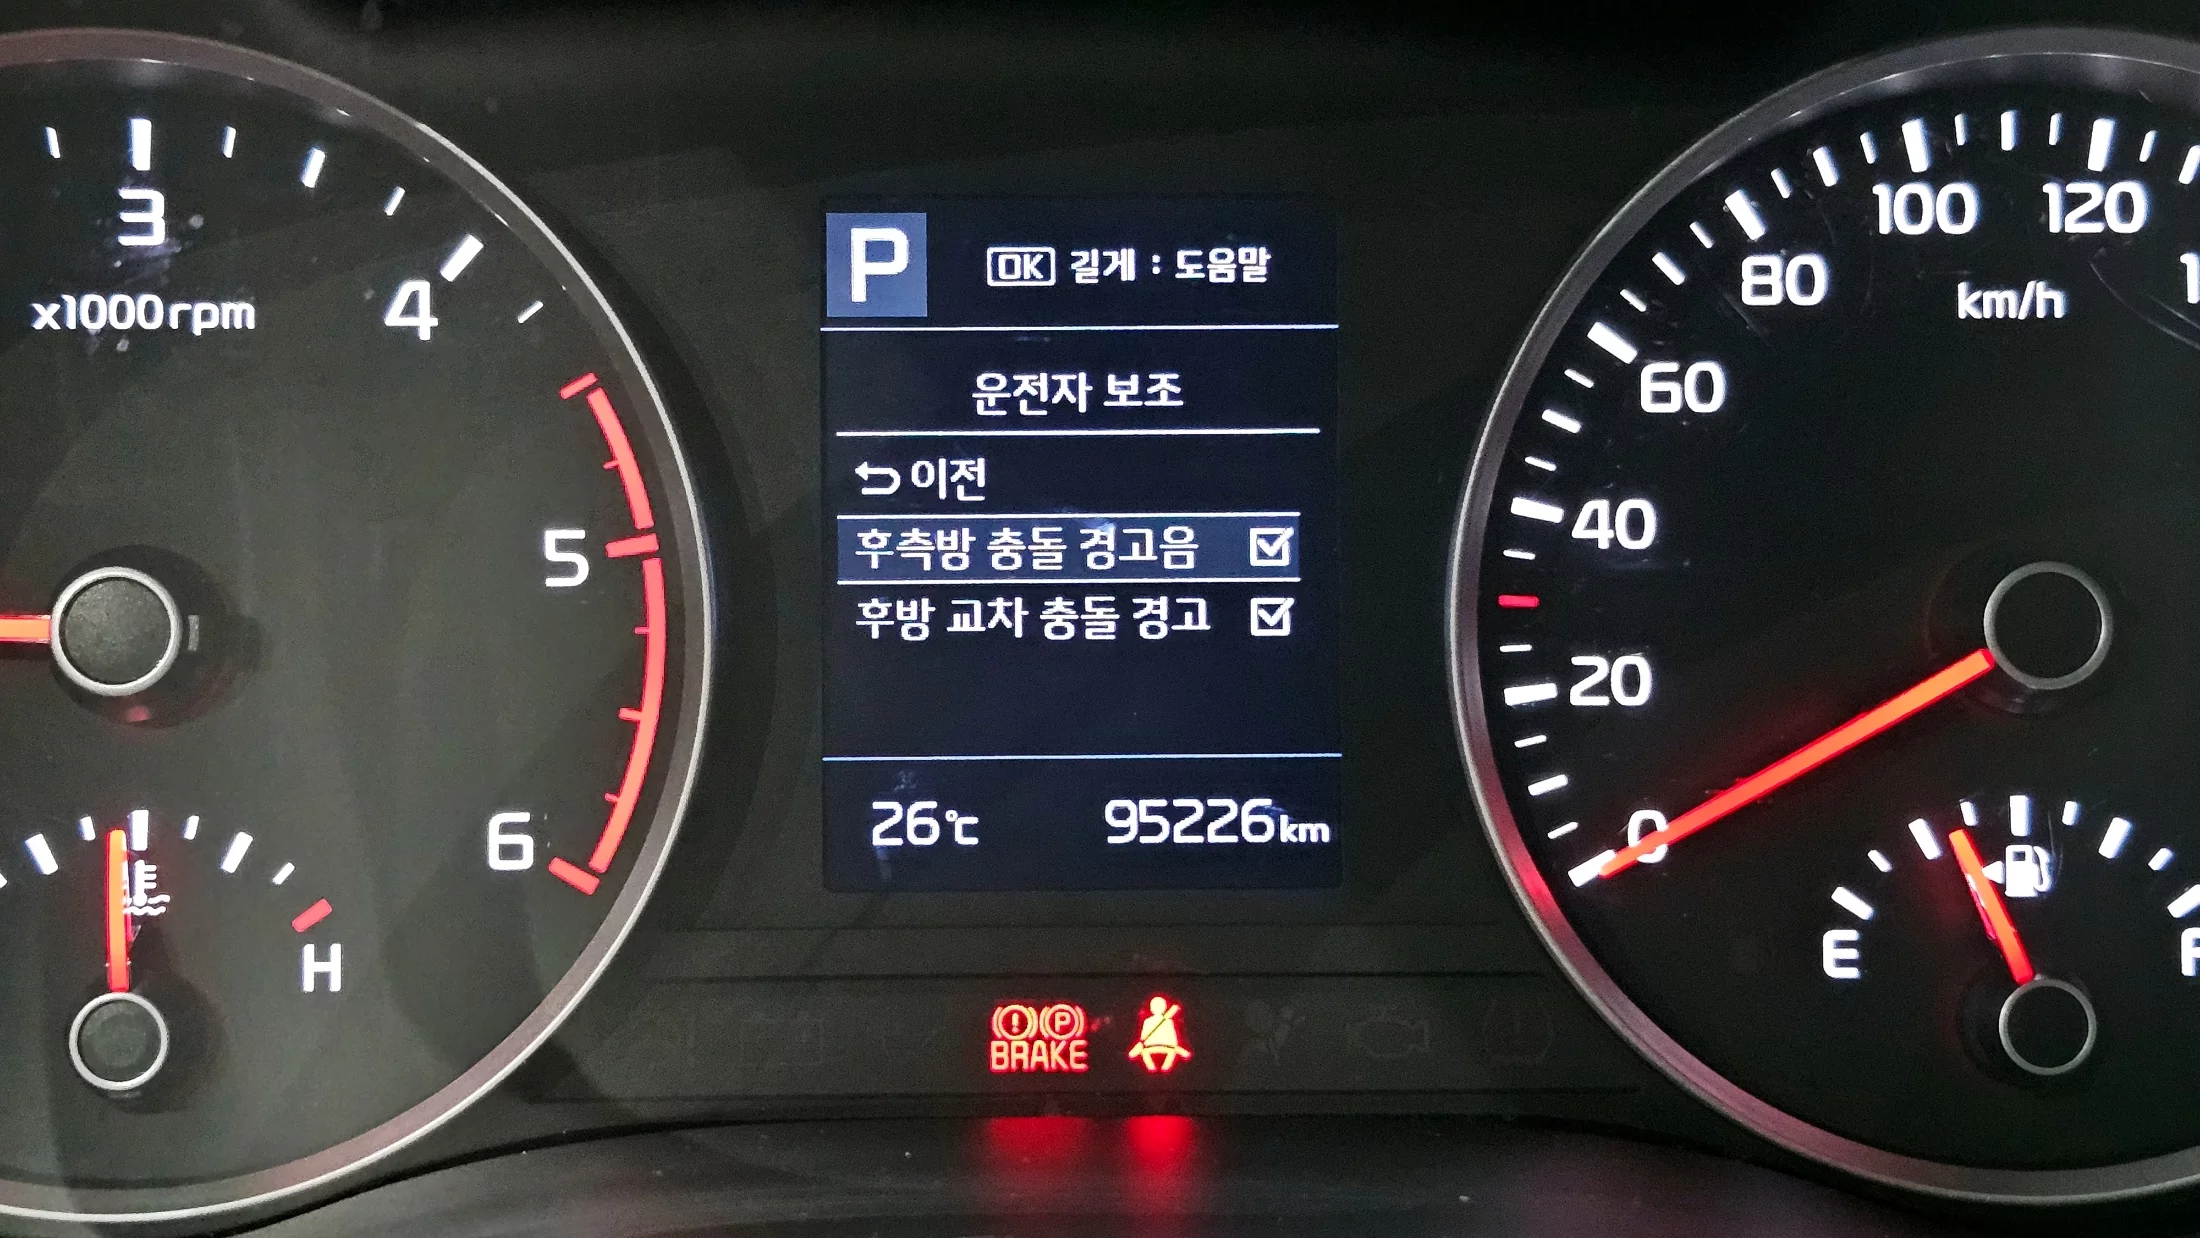 3
x1000rpm
4
5
6
H
P
OK 길게 : 도움말
운전자 보조
이전
후측방 충돌 경고음
후방 교차 충돌 경고
26℃ 95226km
BRAKE
P
100
120
80
km/h
60
40
20
0
E